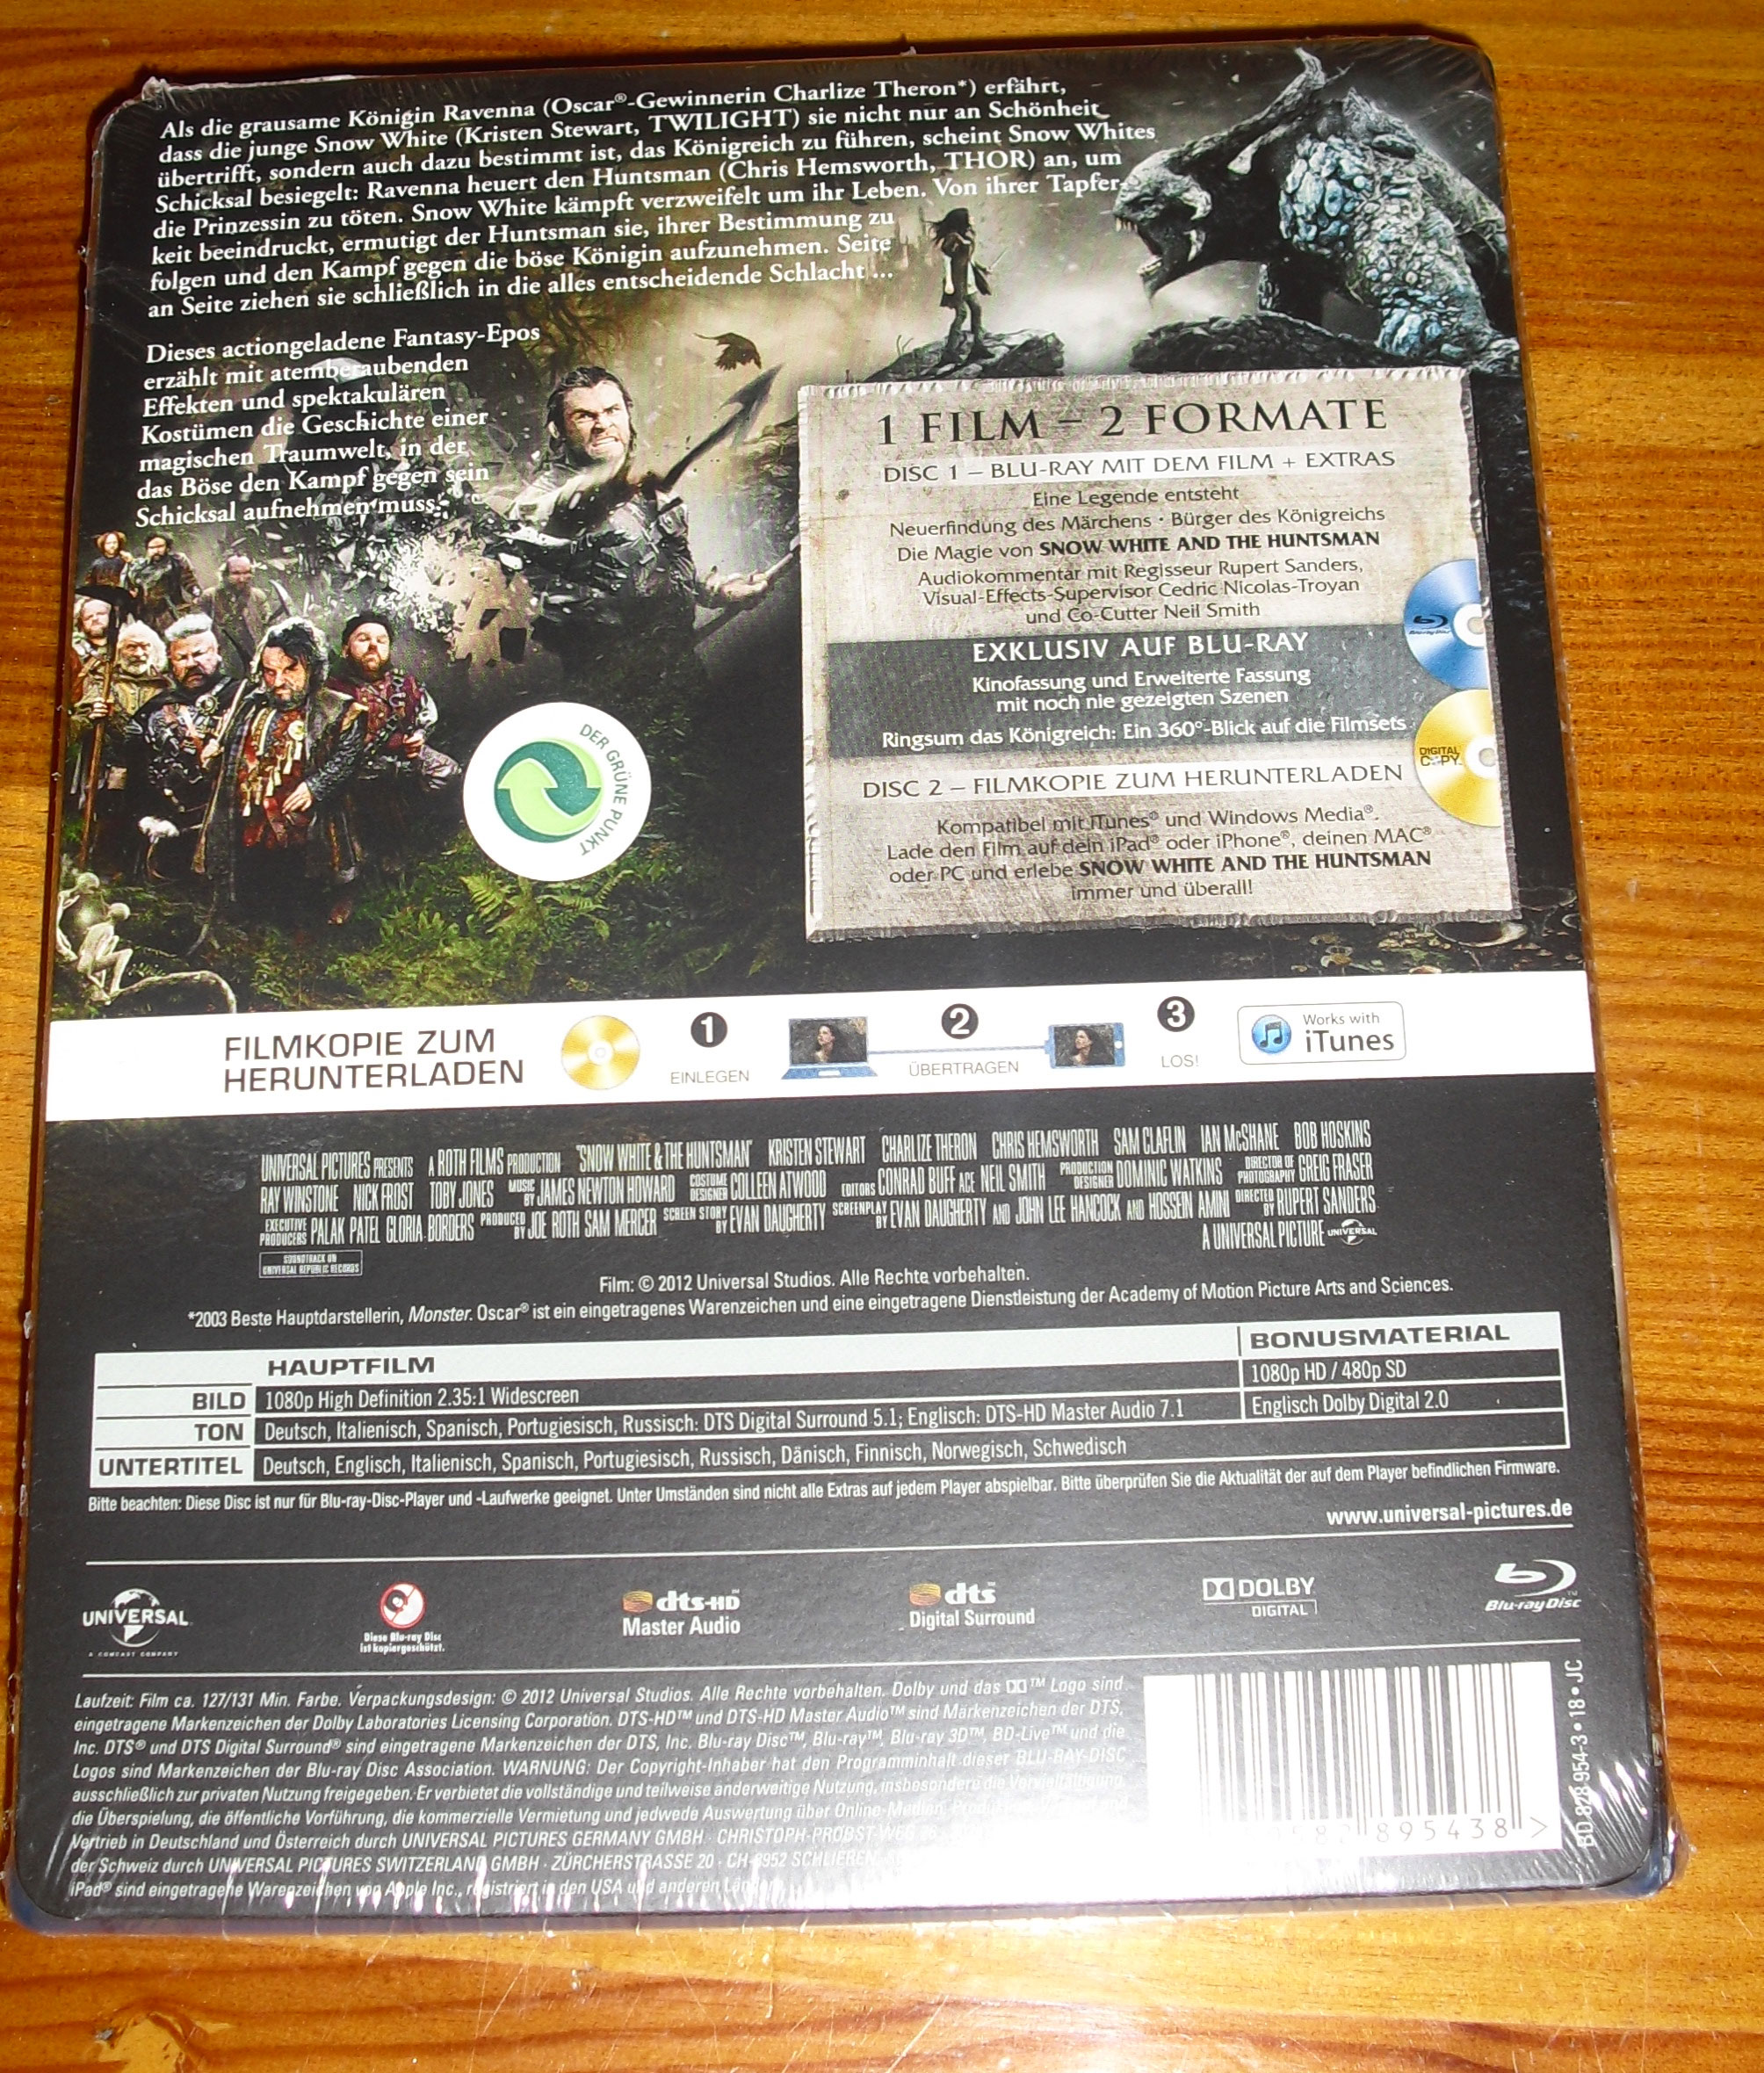 Als die grausame Königin Ravenna (Oscar®-Gewinnerin Charlize Theron*) erfährt,
dass die junge Snow White (Kristen Stewart, TWILIGHT) sie nicht nur an Schönheit
übertrifft, sondern auch dazu bestimmt ist, das Königreich zu führen, scheint Snow Whites
Schicksal besiegelt: Ravenna heuert den Huntsman (Chris Hemsworth, THOR) an, um
die Prinzessin zu töten. Snow White kämpft verzweifelt um ihr Leben. Von ihrer Tapfer-
keit beeindruckt, ermutigt der Huntsman sie, ihrer Bestimmung zu
folgen und den Kampf gegen die böse Königin aufzunehmen. Seite
an Seite ziehen sie schließlich in die alles entscheidende Schlacht ...
Dieses actiongeladene Fantasy-Epos
erzählt mit atemberaubenden
Effekten und spektakulären
Kostümen die Geschichte einer
magischen Traumwelt, in der
das Böse den Kampf gegen sein
Schicksal aufnehmen muss.
1 FILM – 2 FORMATE
DISC 1 – BLU-RAY MIT DEM FILM + EXTRAS
Eine Legende entsteht
Neuerfindung des Märchens • Bürger des Königreichs
Die Magie von SNOW WHITE AND THE HUNTSMAN
Audiokommentar mit Regisseur Rupert Sanders,
Visual-Effects-Supervisor Cedric Nicolas-Troyan
und Co-Cutter Neil Smith
EXKLUSIV AUF BLU-RAY
Kinofassung und Erweiterte Fassung
mit noch nie gezeigten Szenen
Ringsum das Königreich: Ein 360°-Blick auf die Filmsets
Blu-ray Disc
DIGITAL
COPY
DISC 2 – FILMKOPIE ZUM HERUNTERLADEN
Kompatibel mit iTunes® und Windows Media®.
Lade den Film auf dein iPad® oder iPhone®, deinen MAC®
oder PC und erlebe SNOW WHITE AND THE HUNTSMAN
immer und überall!
DER GRÜNE PUNKT
FILMKOPIE ZUM
HERUNTERLADEN
1
EINLEGEN
2
ÜBERTRAGEN
3
LOS!
Works with
iTunes
UNIVERSAL PICTURES PRESENTS A ROTH FILMS PRODUCTION "SNOW WHITE & THE HUNTSMAN" KRISTEN STEWART CHARLIZE THERON CHRIS HEMSWORTH SAM CLAFLIN IAN McSHANE BOB HOSKINS
RAY WINSTONE NICK FROST TOBY JONES MUSIC BY JAMES NEWTON HOWARD COSTUME DESIGNER COLLEEN ATWOOD EDITORS CONRAD BUFF ACE NEIL SMITH PRODUCTION DESIGNER DOMINIC WATKINS DIRECTOR OF PHOTOGRAPHY GREIG FRASER
EXECUTIVE PRODUCERS PALAK PATEL GLORIA BORDERS PRODUCED BY JOE ROTH SAM MERCER SCREEN STORY BY EVAN DAUGHERTY SCREENPLAY BY EVAN DAUGHERTY AND JOHN LEE HANCOCK AND HOSSEIN AMINI DIRECTED BY RUPERT SANDERS
A UNIVERSAL PICTURE UNIVERSAL
SOUNDTRACK ON
UNIVERSAL REPUBLIC RECORDS
Film: © 2012 Universal Studios. Alle Rechte vorbehalten.
*2003 Beste Hauptdarstellerin, Monster. Oscar® ist ein eingetragenes Warenzeichen und eine eingetragene Dienstleistung der Academy of Motion Picture Arts and Sciences.
HAUPTFILM BONUSMATERIAL
BILD 1080p High Definition 2.35:1 Widescreen 1080p HD / 480p SD
TON Deutsch, Italienisch, Spanisch, Portugiesisch, Russisch: DTS Digital Surround 5.1; Englisch: DTS-HD Master Audio 7.1 Englisch Dolby Digital 2.0
UNTERTITEL Deutsch, Englisch, Italienisch, Spanisch, Portugiesisch, Russisch, Dänisch, Finnisch, Norwegisch, Schwedisch
Bitte beachten: Diese Disc ist nur für Blu-ray-Disc-Player und -Laufwerke geeignet. Unter Umständen sind nicht alle Extras auf jedem Player abspielbar. Bitte überprüfen Sie die Aktualität der auf dem Player befindlichen Firmware.
www.universal-pictures.de
UNIVERSAL
A COMCAST COMPANY
Diese Blu-ray Disc
ist kopiergeschützt.
dts-HD
Master Audio
dts
Digital Surround
DOLBY
DIGITAL
Blu-ray Disc
Laufzeit: Film ca. 127/131 Min. Farbe. Verpackungsdesign: © 2012 Universal Studios. Alle Rechte vorbehalten. Dolby und das ™ Logo sind
eingetragene Markenzeichen der Dolby Laboratories Licensing Corporation. DTS-HD™ und DTS-HD Master Audio™ sind Markenzeichen der DTS,
Inc. DTS® und DTS Digital Surround® sind eingetragene Markenzeichen der DTS, Inc. Blu-ray Disc™, Blu-ray™, Blu-ray 3D™, BD-Live™ und die
Logos sind Markenzeichen der Blu-ray Disc Association. WARNUNG: Der Copyright-Inhaber hat den Programminhalt dieser BLU-RAY-DISC
ausschließlich zur privaten Nutzung freigegeben. Er verbietet die vollständige und teilweise anderweitige Nutzung, insbesondere die Vervielfältigung,
die Überspielung, die öffentliche Vorführung, die kommerzielle Vermietung und jedwede Auswertung über Online-Medien.
Vertrieb in Deutschland und Österreich durch UNIVERSAL PICTURES GERMANY GMBH · CHRISTOPH-PROBST-WEG
der Schweiz durch UNIVERSAL PICTURES SWITZERLAND GMBH · ZÜRCHERSTRASSE 20 · CH-8952 SCHLIEREN
iPad® sind eingetragene Warenzeichen von Apple Inc., registriert in den USA und anderen
895438 >
BD 828 954-3 • 18 • JC